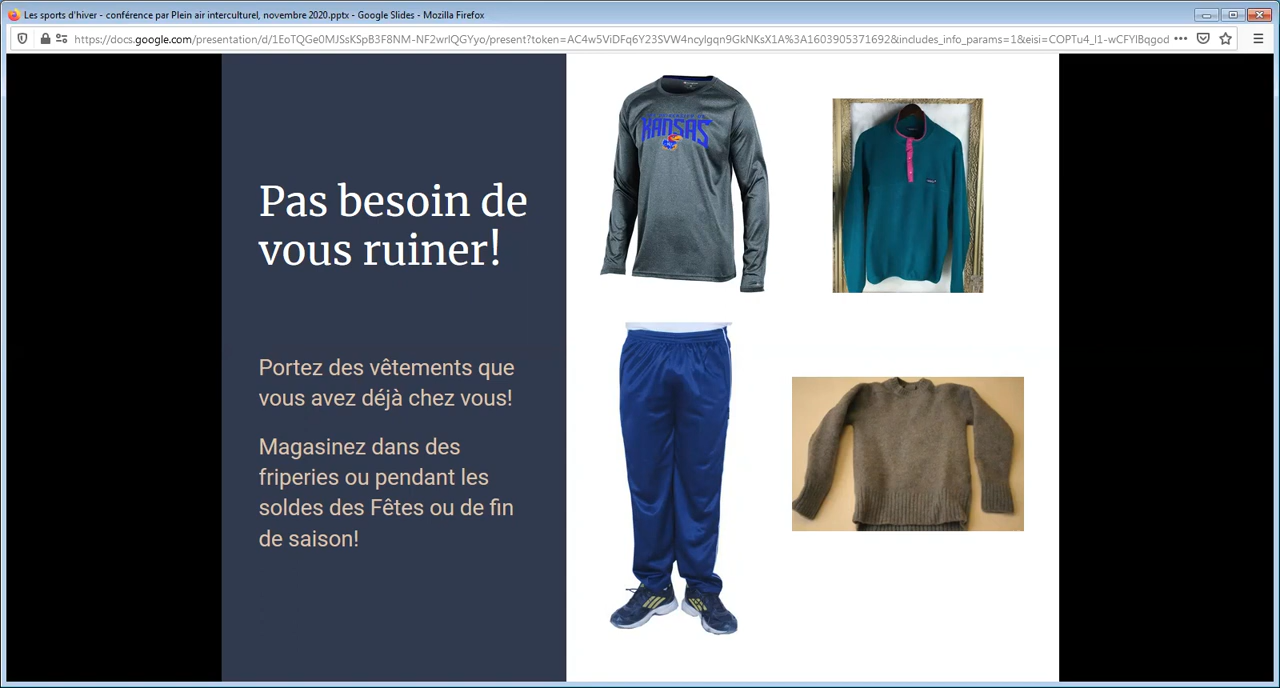 Les sports d'hiver - conférence par Plein air interculturel, novembre 2020.pptx - Google Slides - Mozilla Firefox
https://docs.google.com/presentation/d/1EoTQGe0MJSsKSpB3F8NM-NF2wrlQGYyo/present?token=AC4w5ViDFq6Y23SVW4ncylgqn9GkNKsX1A%3A1603905371692&includes_info_params=1&eisi=COPTu4_l1-wCFYlBqgod
KANSAS
Pas besoin de
vous ruiner!
Portez des vêtements que
vous avez déjà chez vous!
Magasinez dans des
friperies ou pendant les
soldes des Fêtes ou de fin
de saison!